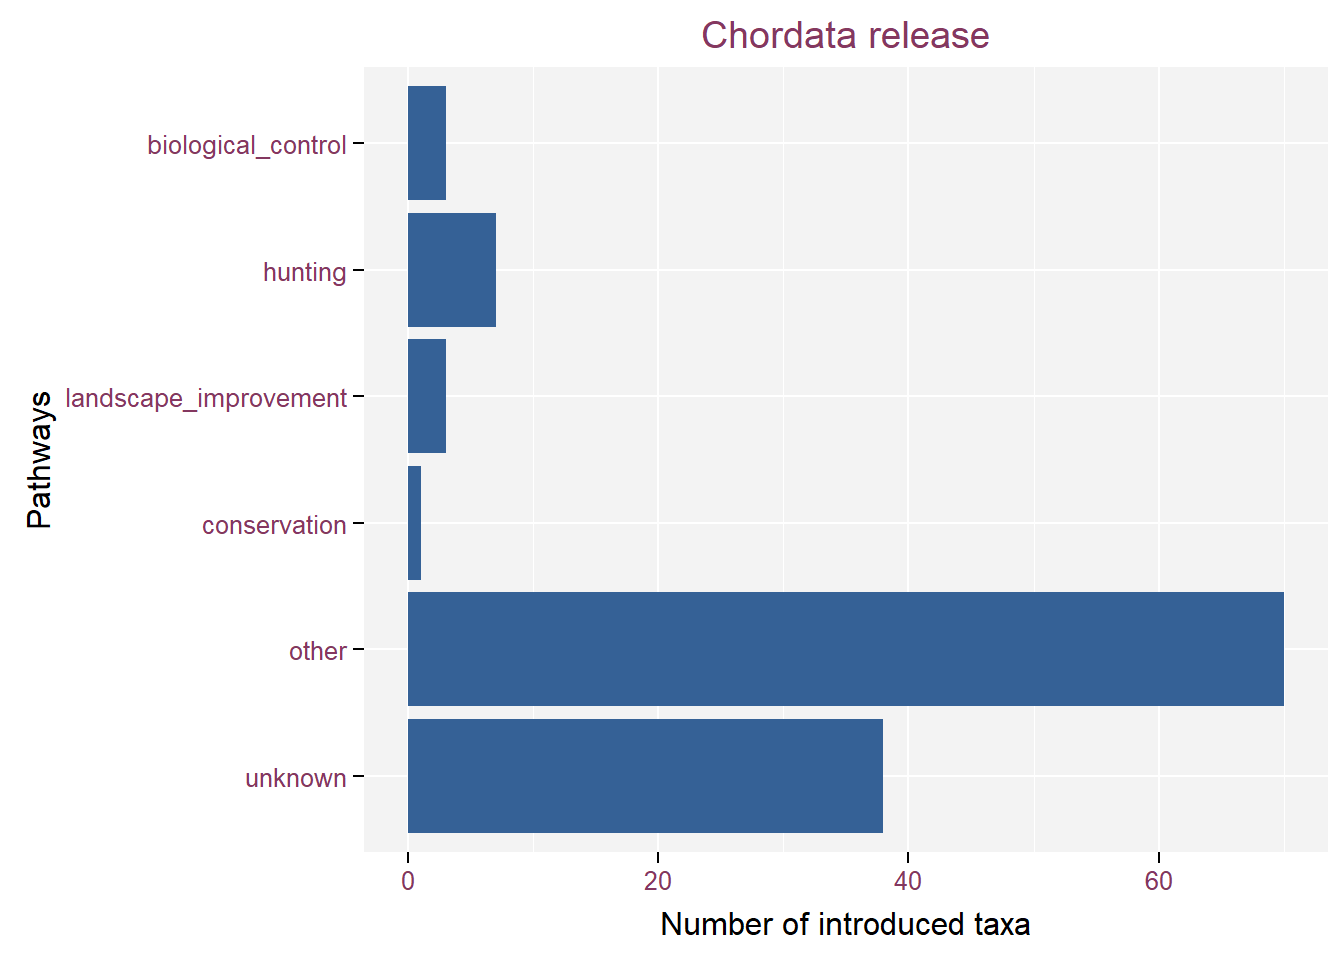 Chordata release
biological_control
hunting
landscape_improvement
conservation
other
unknown
Pathways
0 20 40 60
Number of introduced taxa